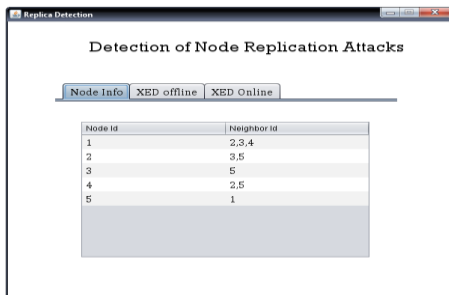 Replica Detection
Detection of Node Replication Attacks
Node Info XED offline XED Online
Node Id Neighbor Id
1 2,3,4
2 3,5
3 5
4 2,5
5 1